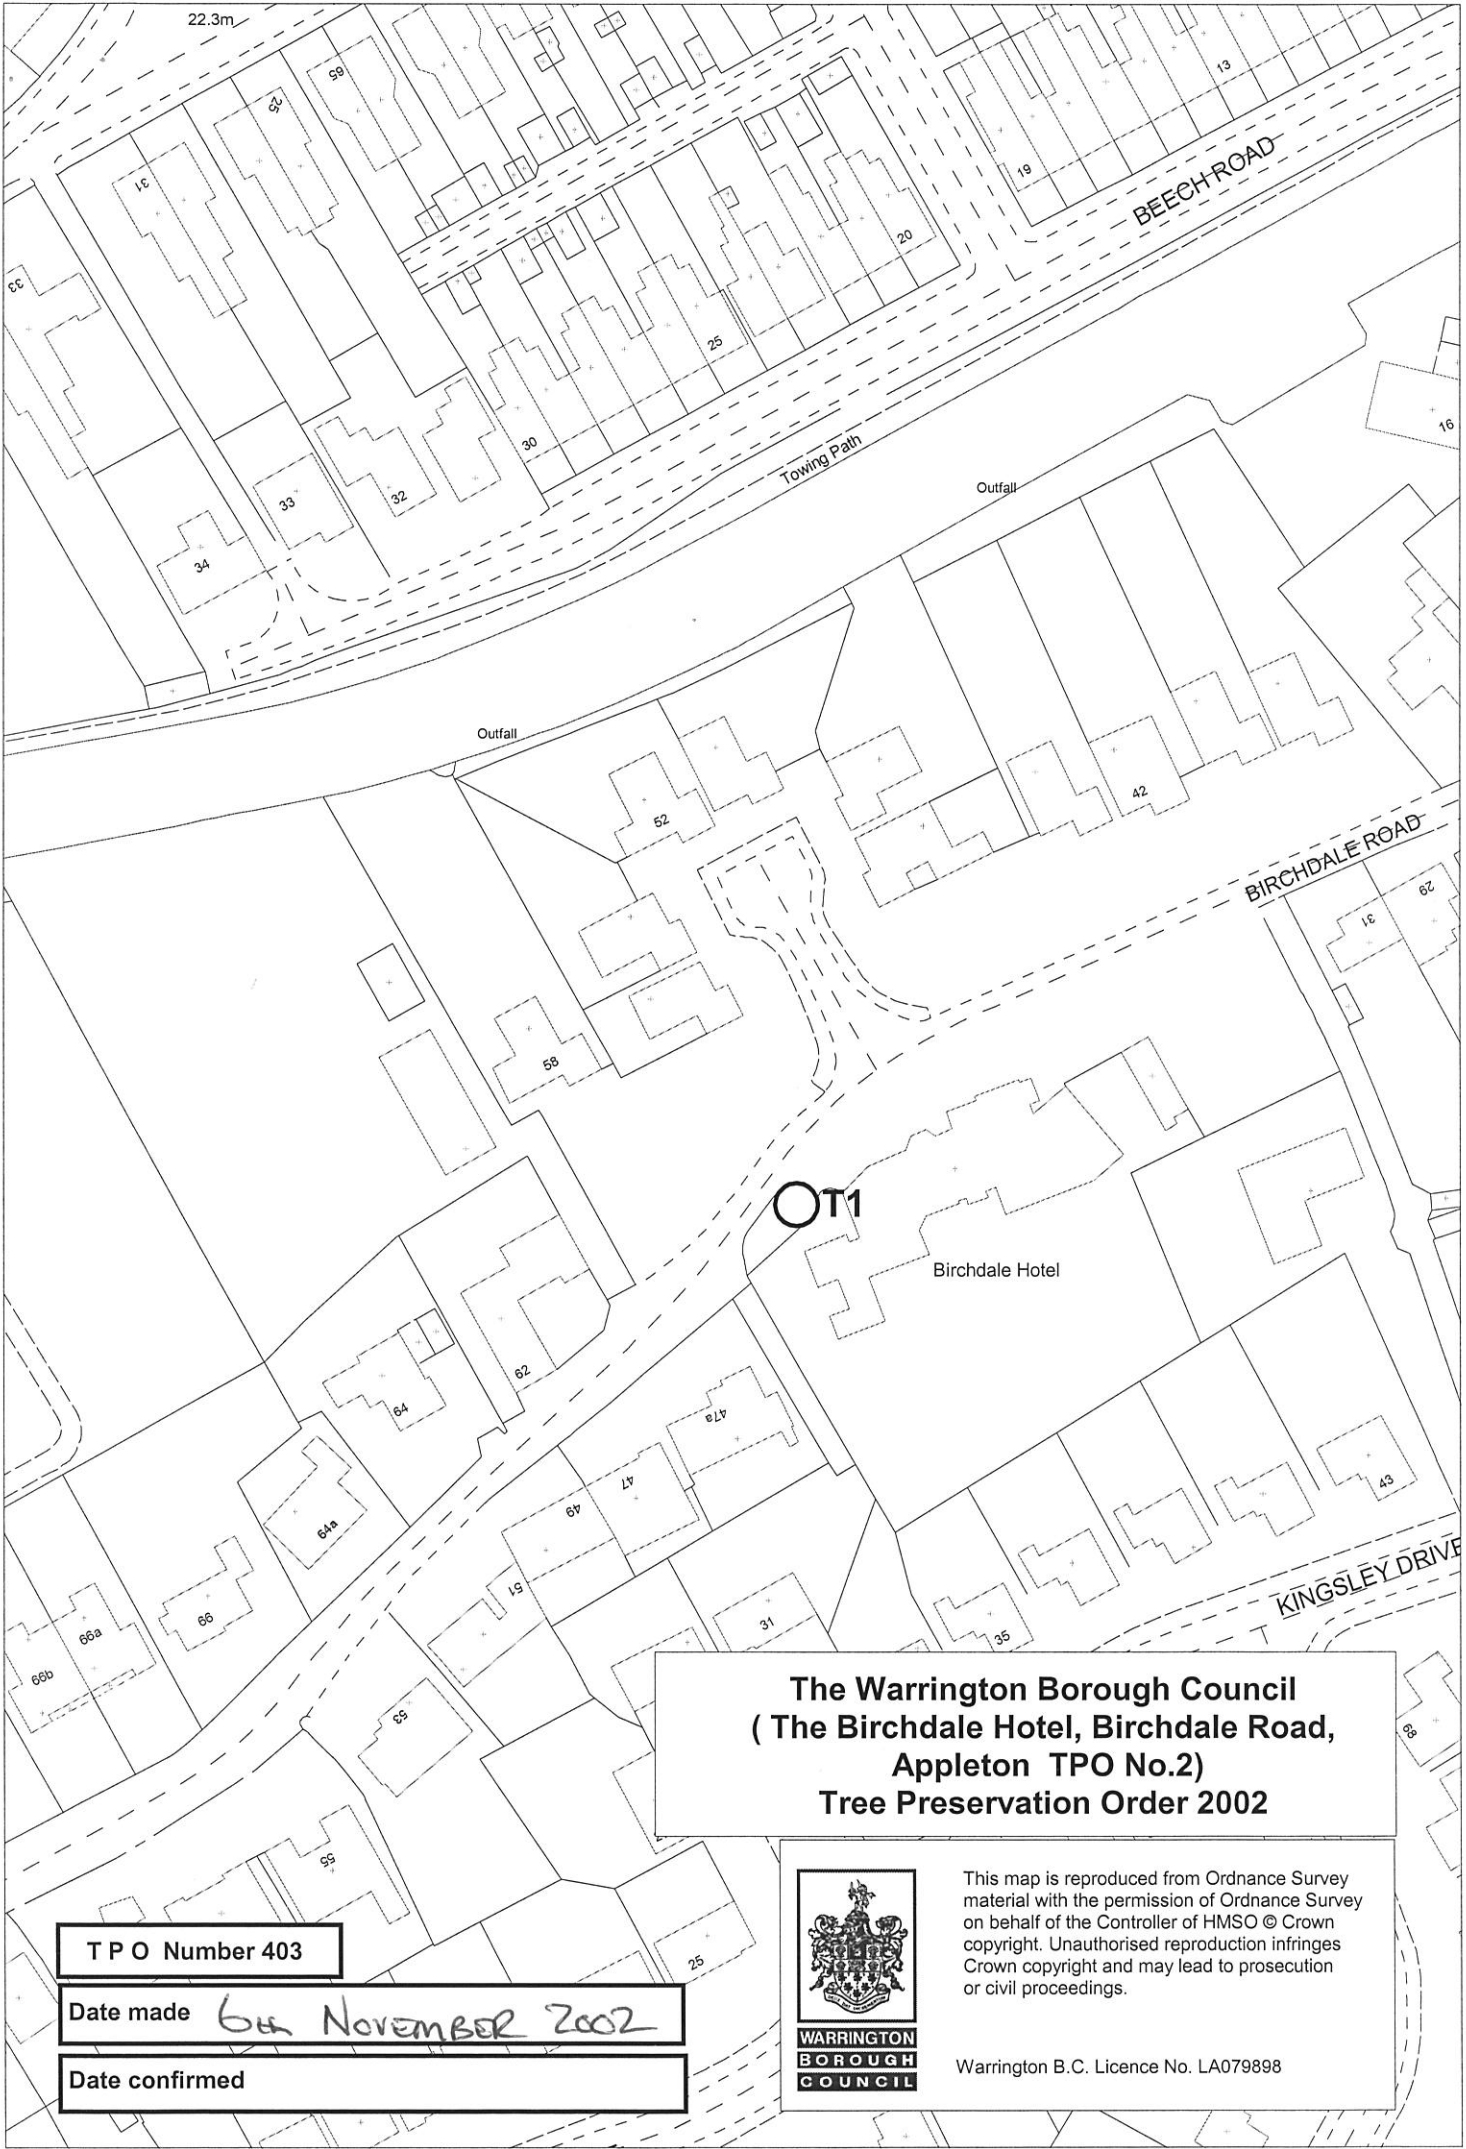 22.3m
65
25
31
13
19
BEECH ROAD
33
20
25
30
32
33
34
16
Towing Path
Outfall
Outfall
52
42
BIRCHDALE ROAD
31
29
58
T1
Birchdale Hotel
62
64
47a
47
49
43
64a
51
KINGSLEY DRIVE
66
66a
66b
31
35
53
68
The Warrington Borough Council
( The Birchdale Hotel, Birchdale Road,
Appleton TPO No.2)
Tree Preservation Order 2002
55
25
This map is reproduced from Ordnance Survey
material with the permission of Ordnance Survey
on behalf of the Controller of HMSO © Crown
copyright. Unauthorised reproduction infringes
Crown copyright and may lead to prosecution
or civil proceedings.
WARRINGTON
BOROUGH
COUNCIL
Warrington B.C. Licence No. LA079898
T P O Number 403
Date made 6th NOVEMBER 2002
Date confirmed